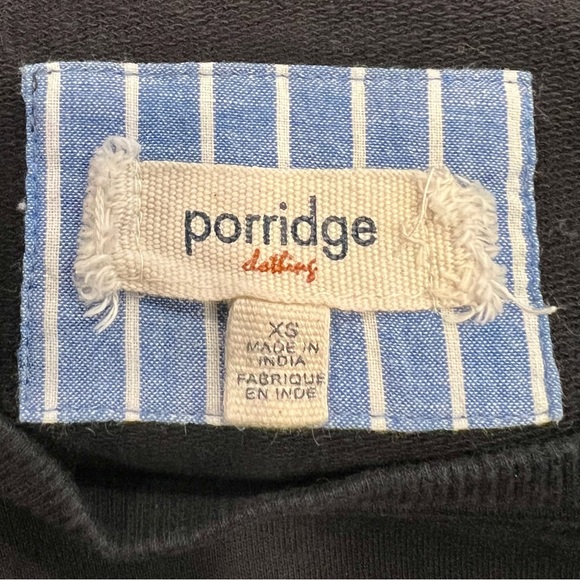 porridge
clothing
XS
MADE IN
INDIA
FABRIQUE
EN INDE